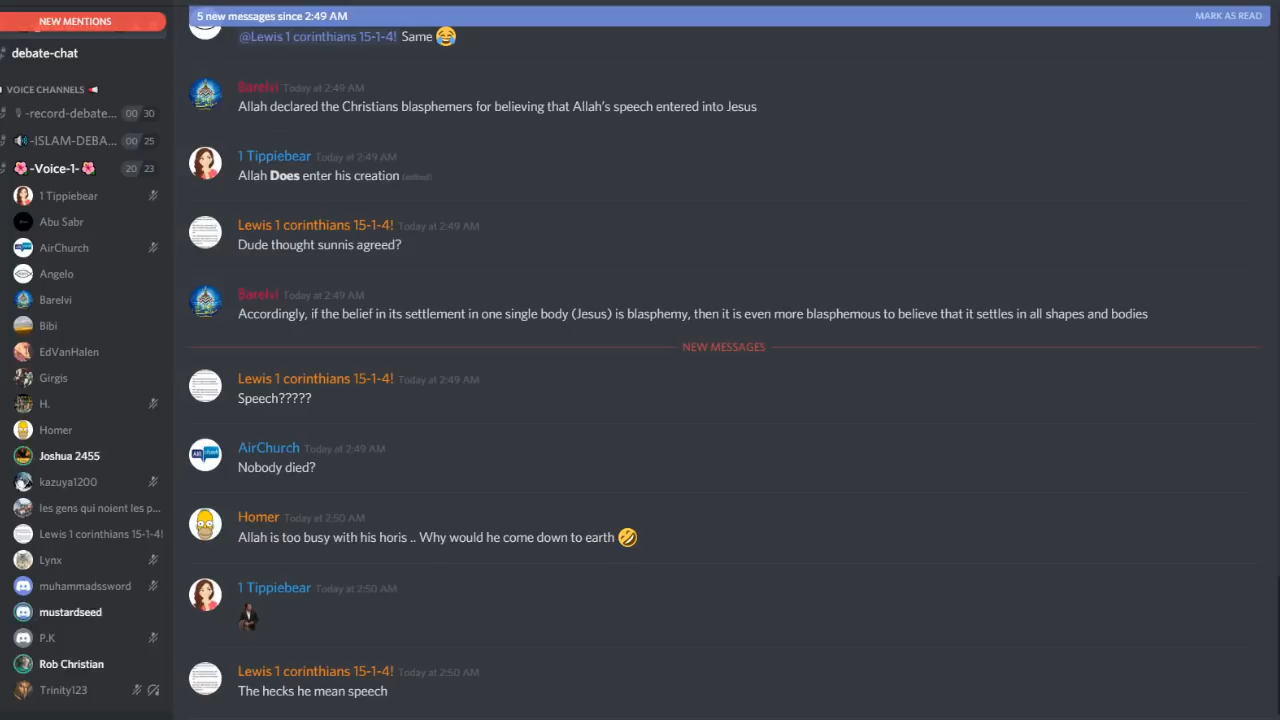 NEW MENTIONS
debate-chat
VOICE CHANNELS
-record-debate... 00 30
-ISLAM-DEBA... 00 25
-Voice-1- 20 23
1 Tippiebear
Abu Sabr
AirChurch
Angelo
Barelvi
Bibi
EdVanHalen
Girgis
H.
Homer
Joshua 2455
kazuya1200
les gens qui noient les p...
Lewis 1 corinthians 15-1-4!
Lynx
muhammadssword
mustardseed
P.K
Rob Christian
Trinity123
5 new messages since 2:49 AM MARK AS READ
@Lewis 1 corinthians 15-1-4! Same 😂
Barelvi Today at 2:49 AM
Allah declared the Christians blasphemers for believing that Allah's speech entered into Jesus
1 Tippiebear Today at 2:49 AM
Allah Does enter his creation (edited)
Lewis 1 corinthians 15-1-4! Today at 2:49 AM
Dude thought sunnis agreed?
Barelvi Today at 2:49 AM
Accordingly, if the belief in its settlement in one single body (Jesus) is blasphemy, then it is even more blasphemous to believe that it settles in all shapes and bodies
NEW MESSAGES
Lewis 1 corinthians 15-1-4! Today at 2:49 AM
Speech?????
AirChurch Today at 2:49 AM
Nobody died?
Homer Today at 2:50 AM
Allah is too busy with his horis .. Why would he come down to earth 🤣
1 Tippiebear Today at 2:50 AM
Lewis 1 corinthians 15-1-4! Today at 2:50 AM
The hecks he mean speech